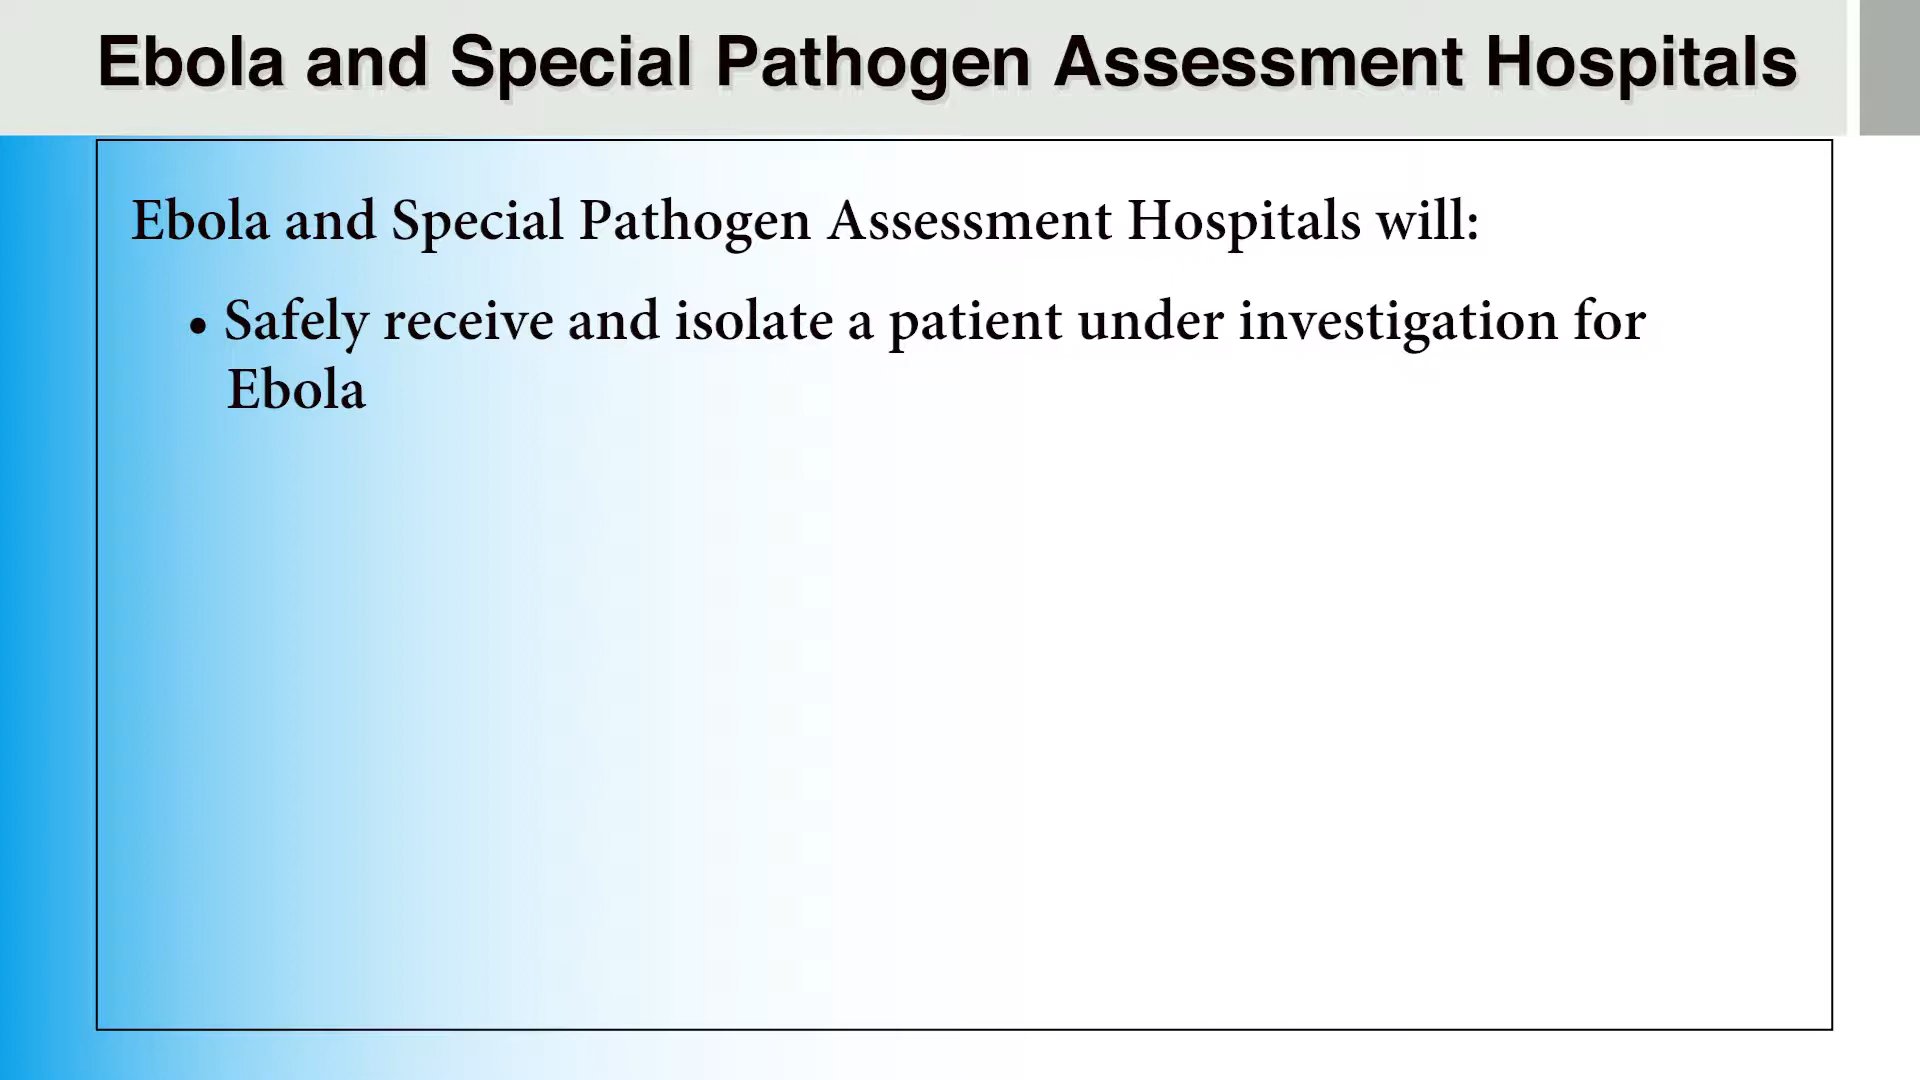 Ebola and Special Pathogen Assessment Hospitals
Ebola and Special Pathogen Assessment Hospitals will:
• Safely receive and isolate a patient under investigation for
Ebola